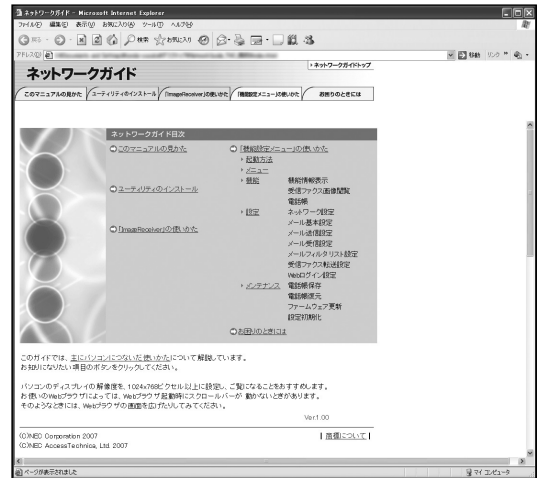 ネットワークガイド - Microsoft Internet Explorer
ファイル(F) 編集(E) 表示(V) お気に入り(A) ツール(T) ヘルプ(H)
戻る 検索 お気に入り
アドレス(D) 移動 リンク
ネットワークガイド
ネットワークガイドトップ
このマニュアルの見かた ユーティリティのインストール 「ImageReceiver」の使いかた 「機能設定メニュー」の使いかた お困りのときには
ネットワークガイド目次
このマニュアルの見かた
ユーティリティのインストール
「ImageReceiver」の使いかた
「機能設定メニュー」の使いかた
起動方法
メニュー
機能 機能情報表示
受信ファクス画像閲覧
電話帳
設定 ネットワーク設定
メール基本設定
メール送信設定
メール受信設定
メールフィルタリスト設定
受信ファクス転送設定
Webログイン設定
メンテナンス 電話帳保存
電話帳復元
ファームウェア更新
設定初期化
お困りのときには
このガイドでは、主にパソコンにつないだ使いかたについて解説しています。
お知りになりたい項目のボタンをクリックしてください。
パソコンのディスプレイの解像度を、1024x768ピクセル以上に設定し、ご覧になることをおすすめします。
お使いのWebブラウザによっては、Webブラウザ起動時にスクロールバーが動かないときがあります。
そのようなときには、Webブラウザの画面を広げたりしてみてください。
Ver1.00
(C)NEC Corporation 2007
(C)NEC AccessTechnica, Ltd. 2007
| 商標について |
ページが表示されました
マイ コンピュータ